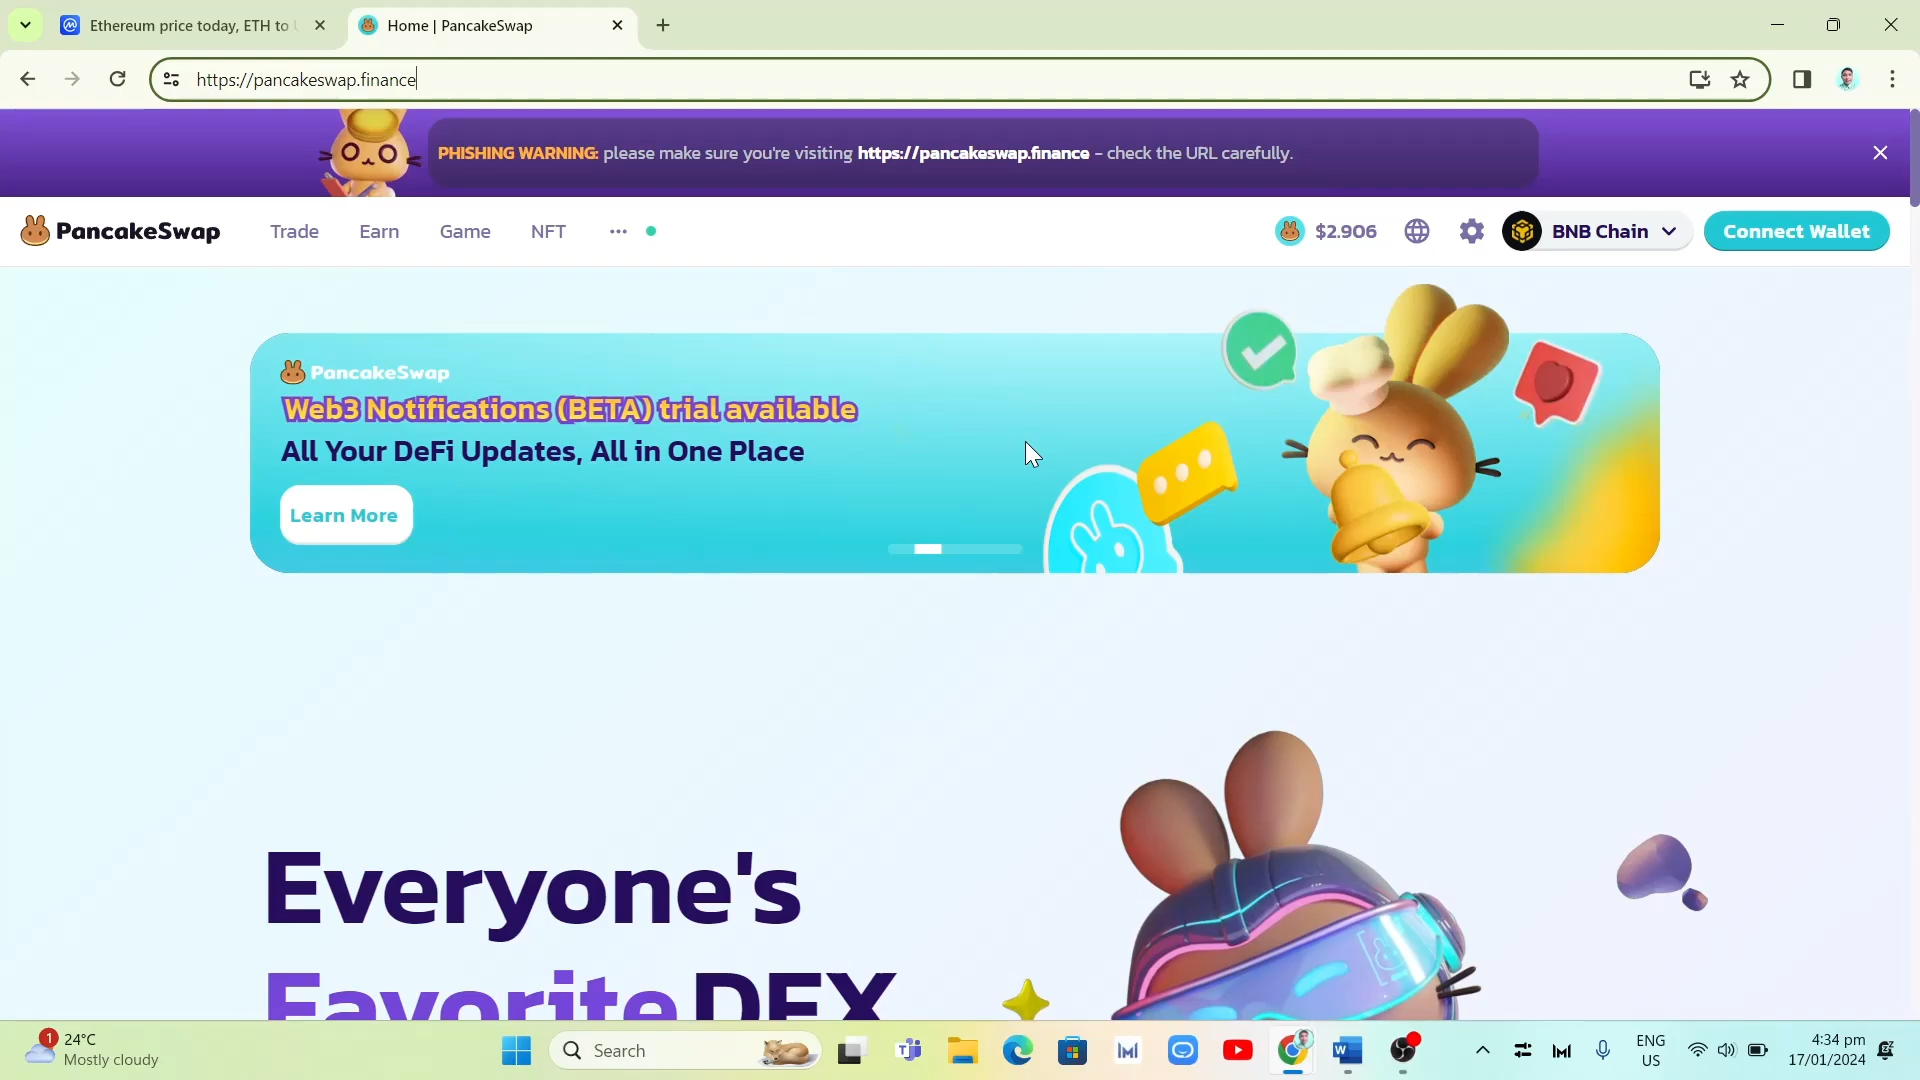 Ethereum price today, ETH to
Home | PancakeSwap
https://pancakeswap.finance
PHISHING WARNING: please make sure you're visiting https://pancakeswap.finance - check the URL carefully.
PancakeSwap
Trade
Earn
Game
NFT
$2.906
BNB Chain
Connect Wallet
PancakeSwap
Web3 Notifications (BETA) trial available
All Your DeFi Updates, All in One Place
Learn More
Everyone's
Favorite DEX
1
24°C
Mostly cloudy
Search
ENG
US
4:34 pm
17/01/2024